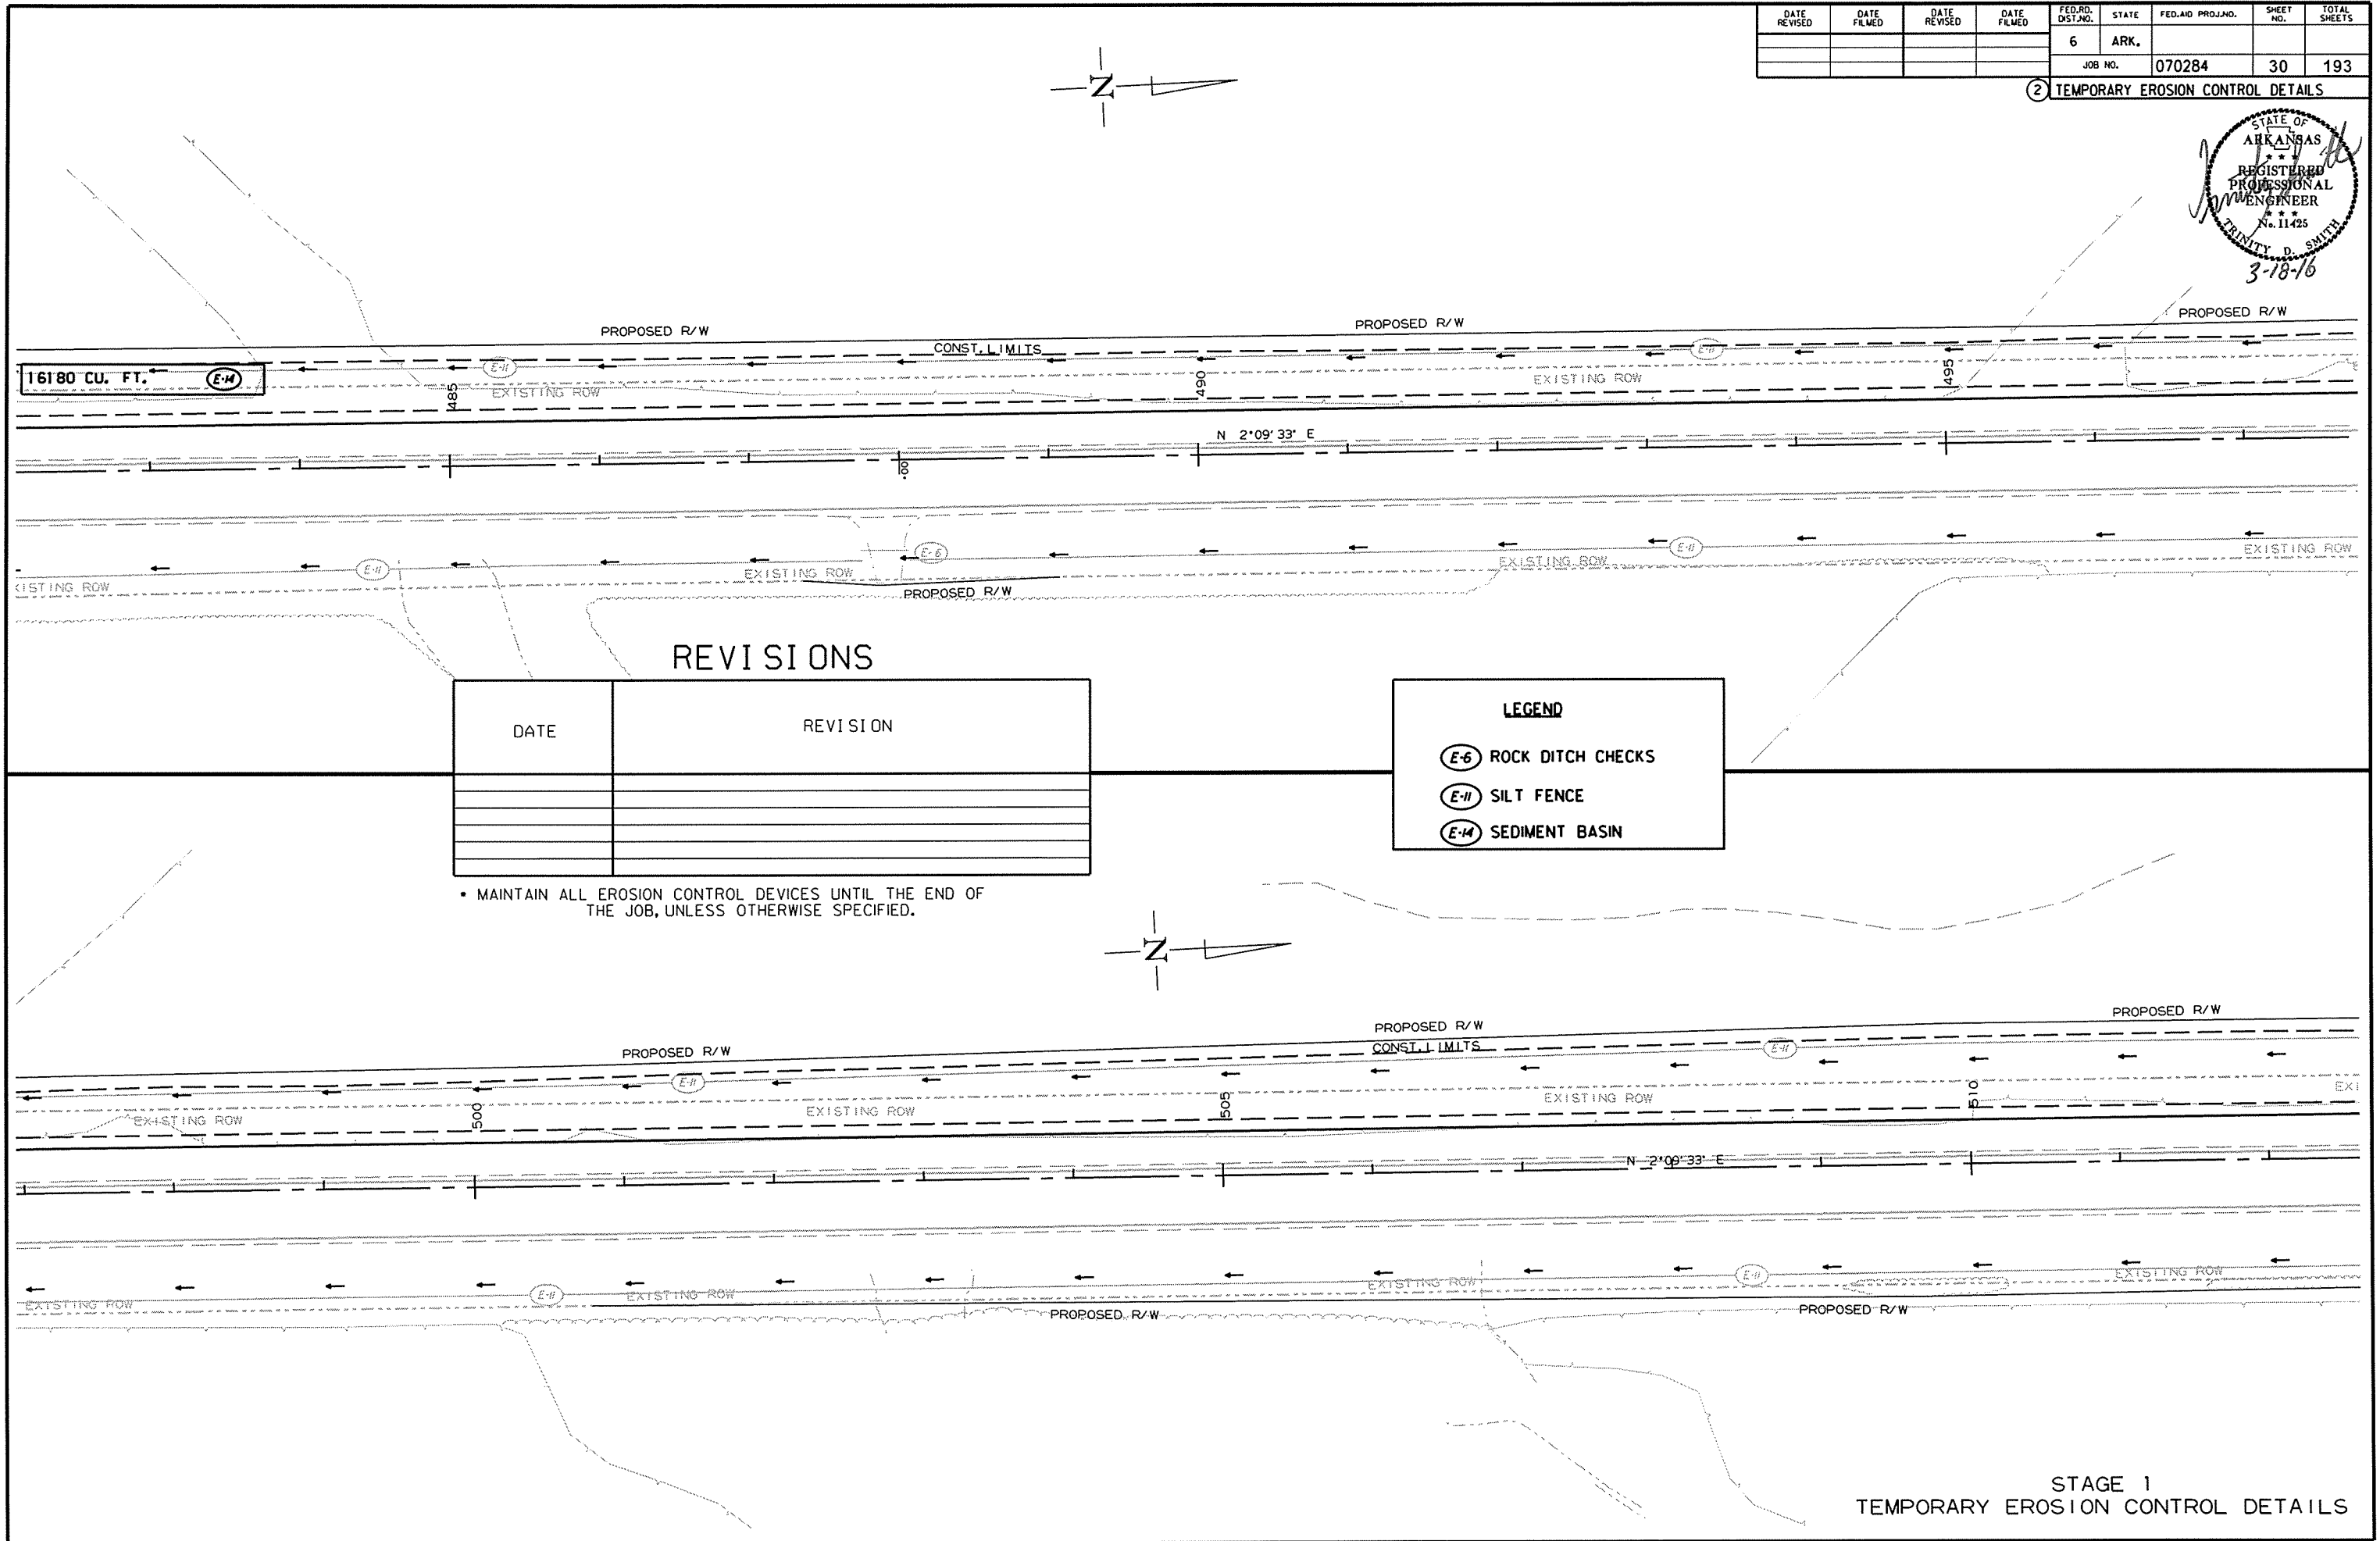 DATE REVISED
DATE FILMED
DATE REVISED
DATE FILMED
FED.RD. DIST.NO.
STATE
FED.AID PROJ.NO.
SHEET NO.
TOTAL SHEETS
6
ARK.
JOB NO.
070284
30
193
2 TEMPORARY EROSION CONTROL DETAILS
STATE OF
ARKANSAS
REGISTERED
PROFESSIONAL
ENGINEER
No. 11425
TRINITY D. SMITH
3-18-16
N
PROPOSED R/W
PROPOSED R/W
PROPOSED R/W
CONST. LIMITS
16180 CU. FT.
E-14
E-11
E-11
485
EXISTING ROW
490
EXISTING ROW
495
N 2°09'33" E
E-11
E-6
E-11
EXISTING ROW
EXISTING ROW
EXISTING ROW
EXISTING ROW
PROPOSED R/W
REVISIONS
DATE
REVISION
LEGEND
E-6 ROCK DITCH CHECKS
E-11 SILT FENCE
E-14 SEDIMENT BASIN
• MAINTAIN ALL EROSION CONTROL DEVICES UNTIL THE END OF
THE JOB, UNLESS OTHERWISE SPECIFIED.
N
PROPOSED R/W
PROPOSED R/W
PROPOSED R/W
CONST. LIMITS
E-11
E-11
EXISTING ROW
500
EXISTING ROW
505
EXISTING ROW
510
EXI
N 2°09'33" E
EXISTING ROW
E-11
EXISTING ROW
EXISTING ROW
E-11
EXISTING ROW
PROPOSED R/W
PROPOSED R/W
STAGE 1
TEMPORARY EROSION CONTROL DETAILS